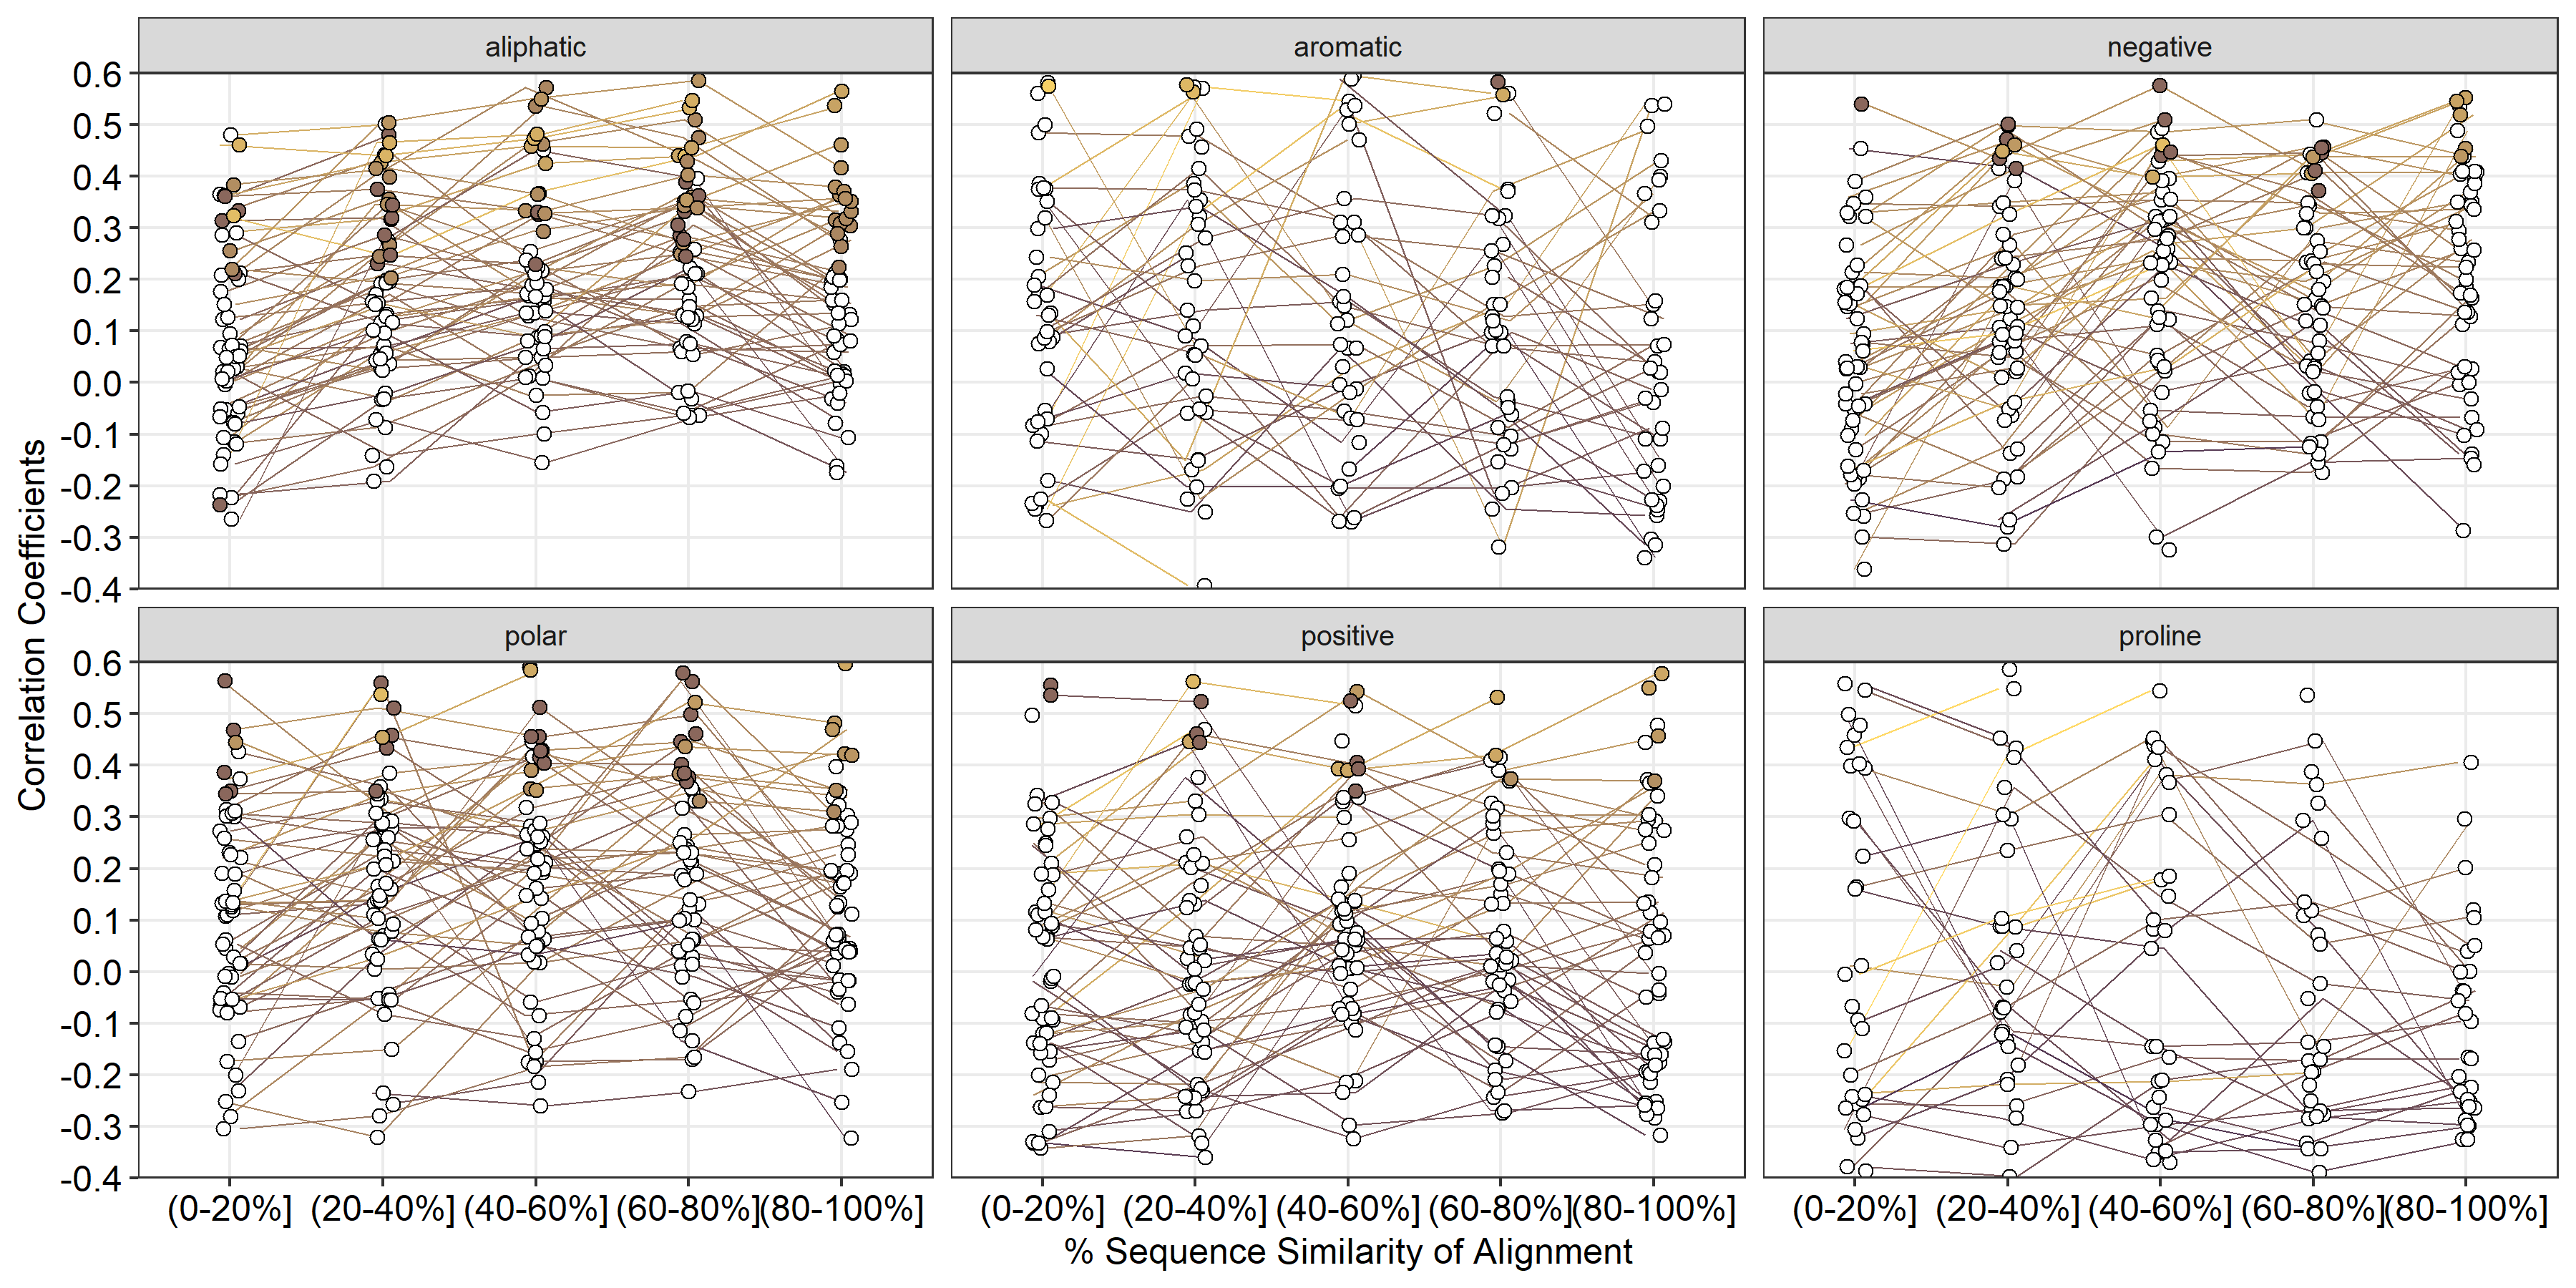 aliphatic
aromatic
negative
0.6
0.5
0.4
0.3
0.2
0.1
0.0
-0.1
-0.2
-0.3
-0.4
polar
positive
proline
0.6
0.5
0.4
0.3
0.2
0.1
0.0
-0.1
-0.2
-0.3
-0.4
Correlation Coefficients
(0-20%] (20-40%] (40-60%] (60-80%] (80-100%]
(0-20%] (20-40%] (40-60%] (60-80%] (80-100%]
(0-20%] (20-40%] (40-60%] (60-80%] (80-100%]
% Sequence Similarity of Alignment